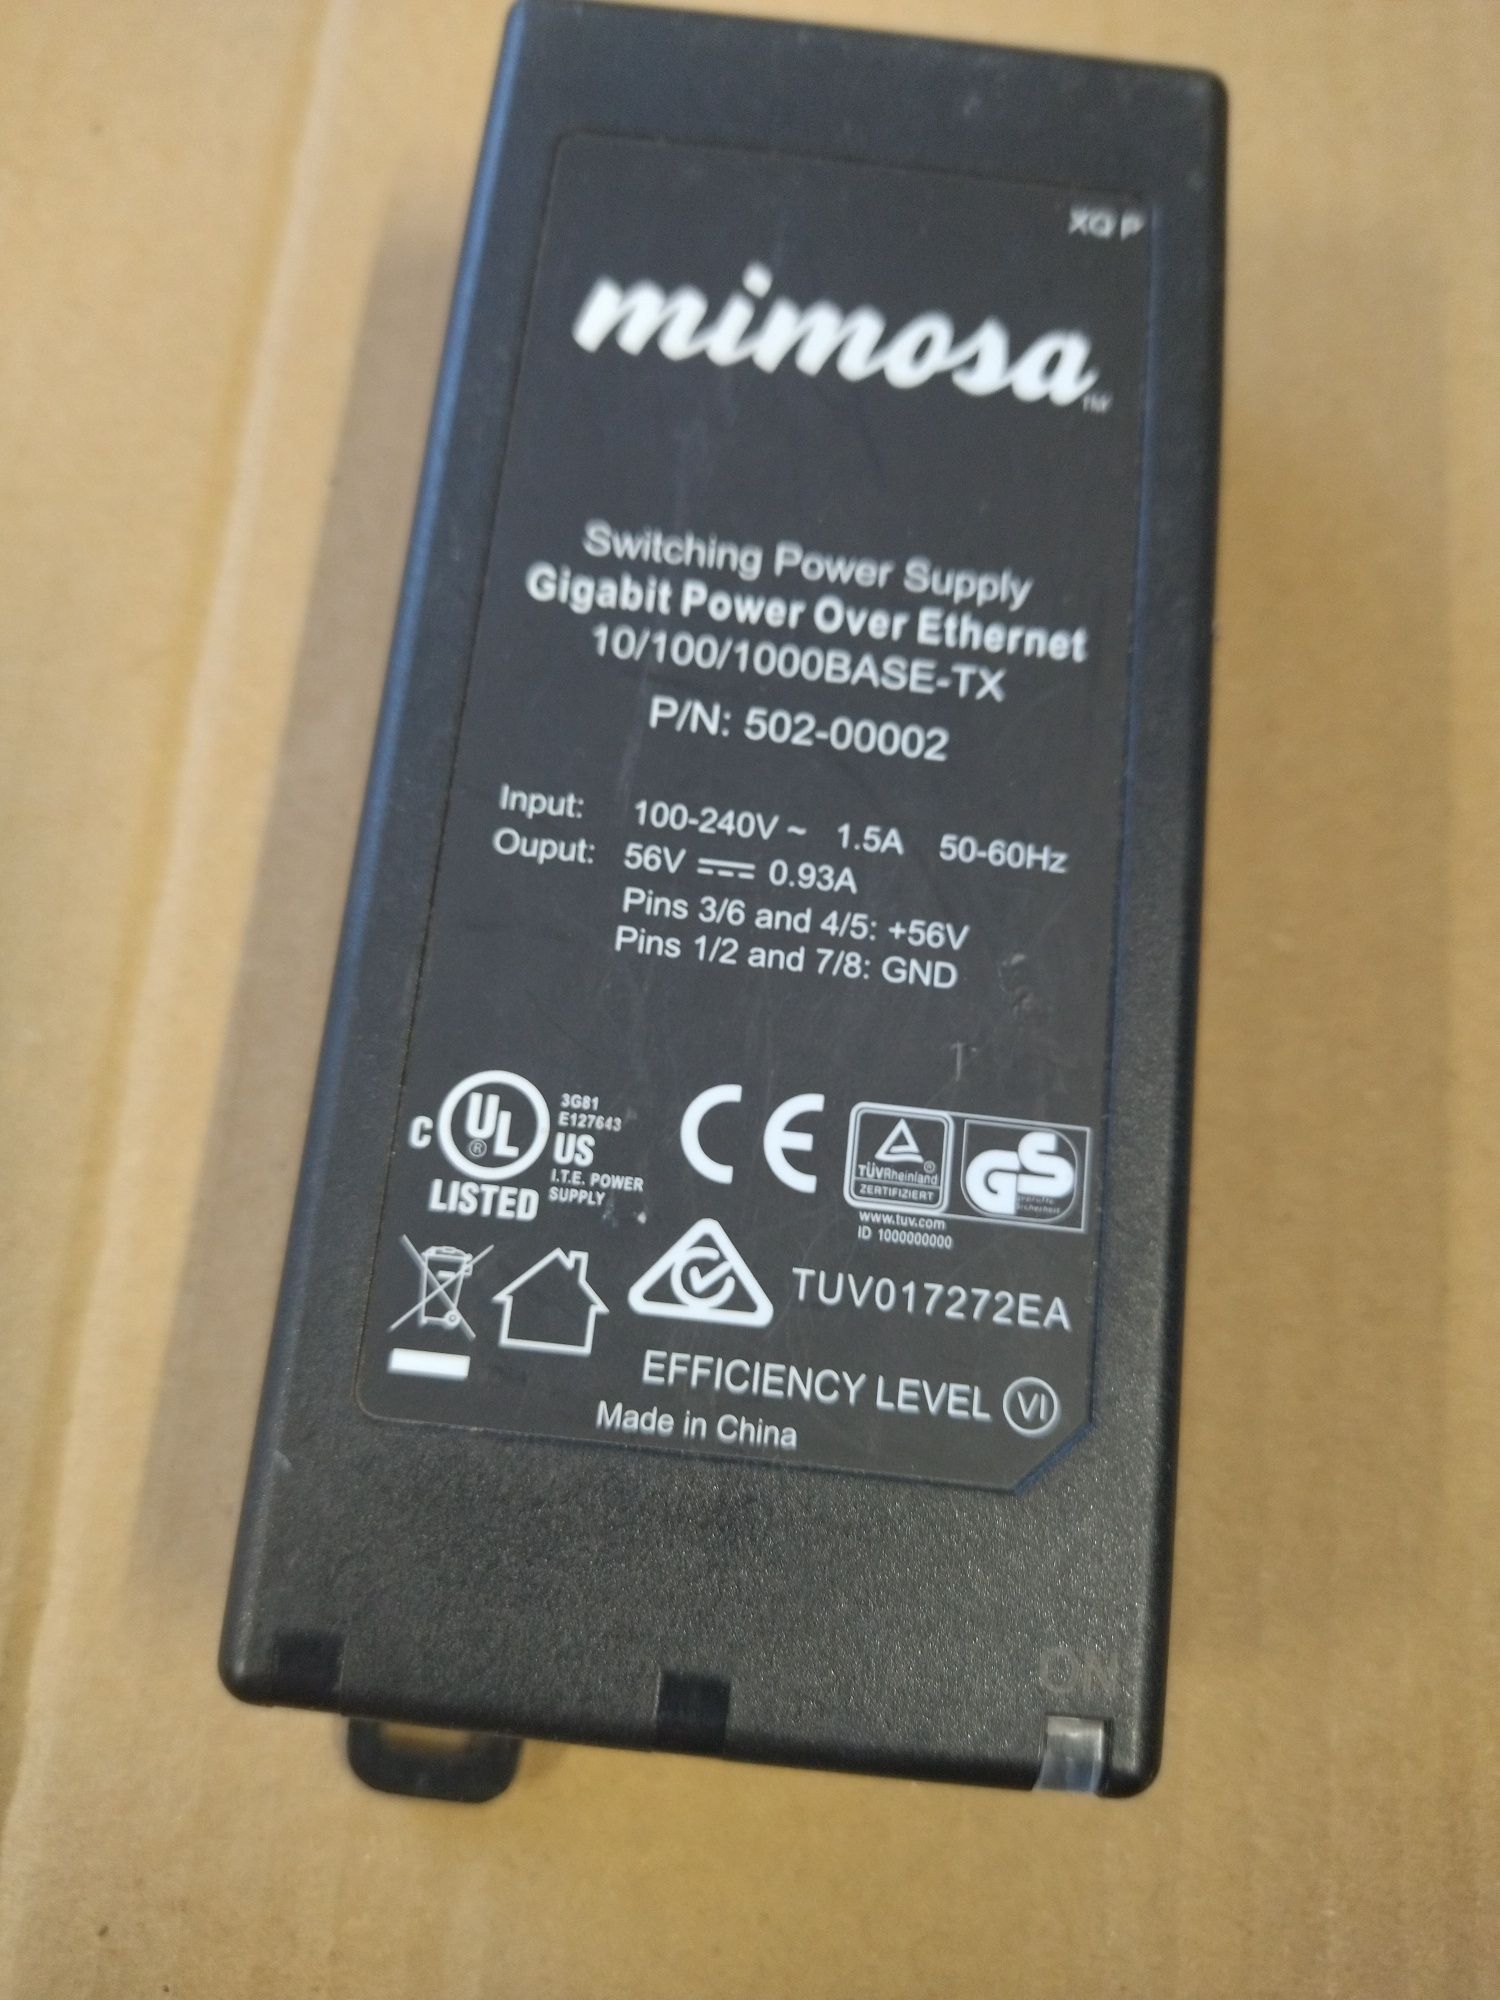 XQ P
mimosa™
Switching Power Supply
Gigabit Power Over Ethernet
10/100/1000BASE-TX
P/N: 502-00002
Input: 100-240V ~ 1.5A 50-60Hz
Ouput: 56V ⎓ 0.93A
Pins 3/6 and 4/5: +56V
Pins 1/2 and 7/8: GND
C UL ® US
LISTED
3G81
E127643
I.T.E. POWER
SUPPLY
CE
TÜVRheinland ®
ZERTIFIZIERT
GS
geprüfte
Sicherheit
www.tuv.com
ID 1000000000
TUV017272EA
EFFICIENCY LEVEL VI
Made in China
ON